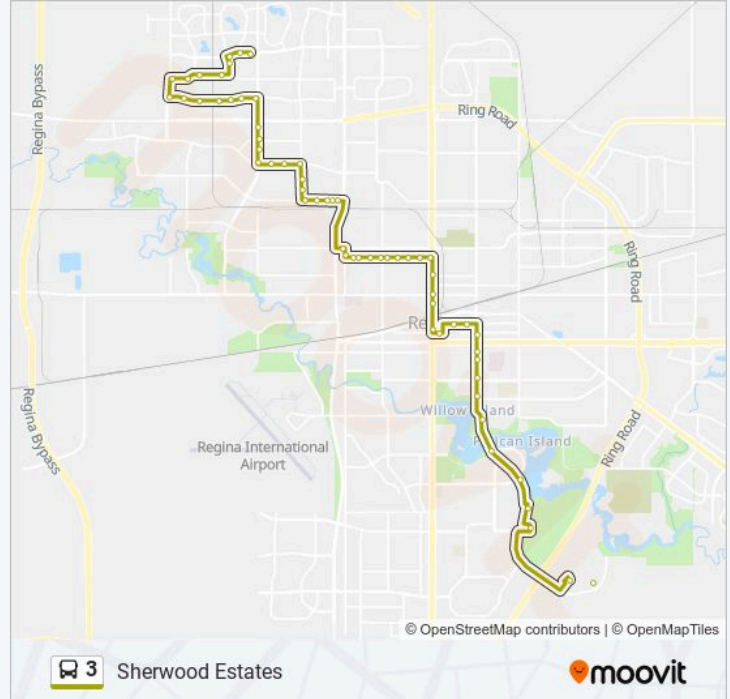 Regina Bypass
Ring Road
Ring Road
Re
Willow Island
Pelican Island
Regina Bypass
Ring Road
Regina International
Airport
© OpenStreetMap contributors | © OpenMapTiles
3 Sherwood Estates
moovit